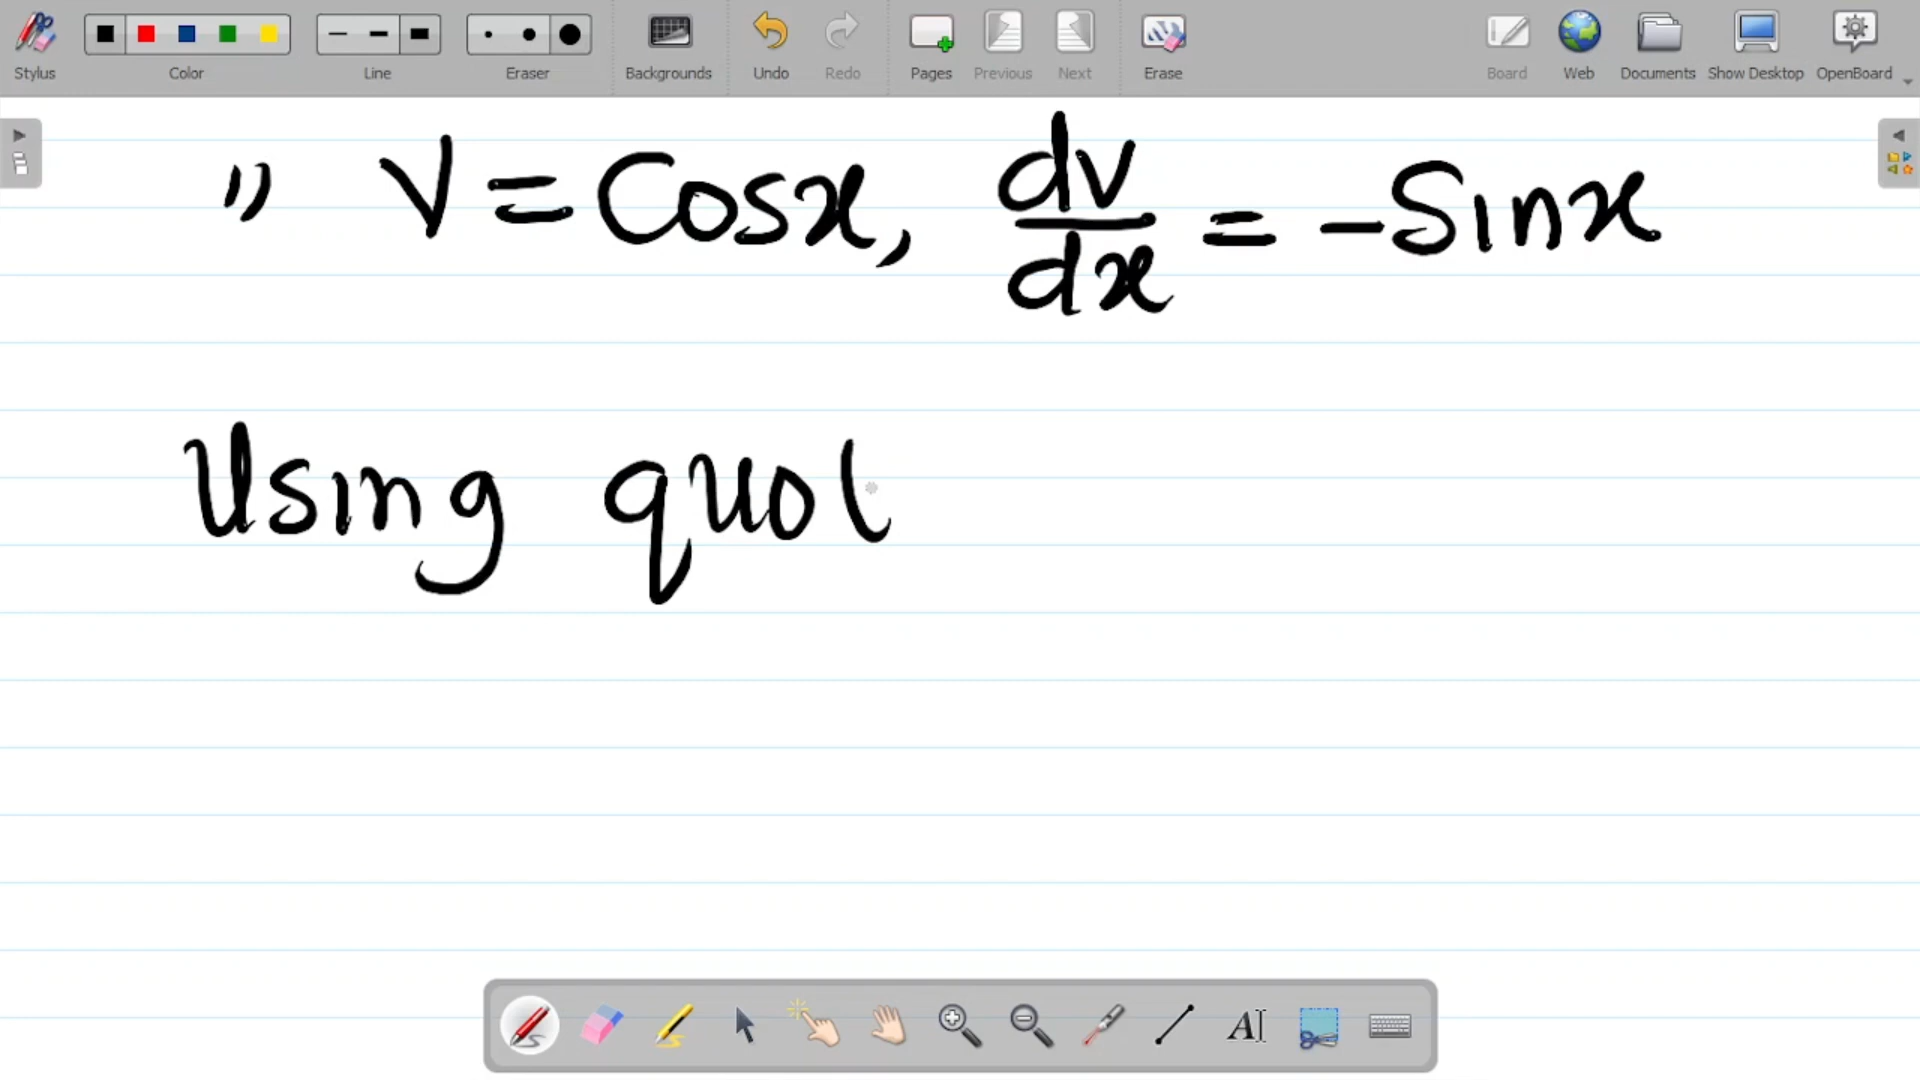 Stylus Color Line Eraser Backgrounds Undo Redo Pages Previous Next Erase Board Web Documents Show Desktop OpenBoard
" V = Cosx, dv/dx = -Sinx
Using quot